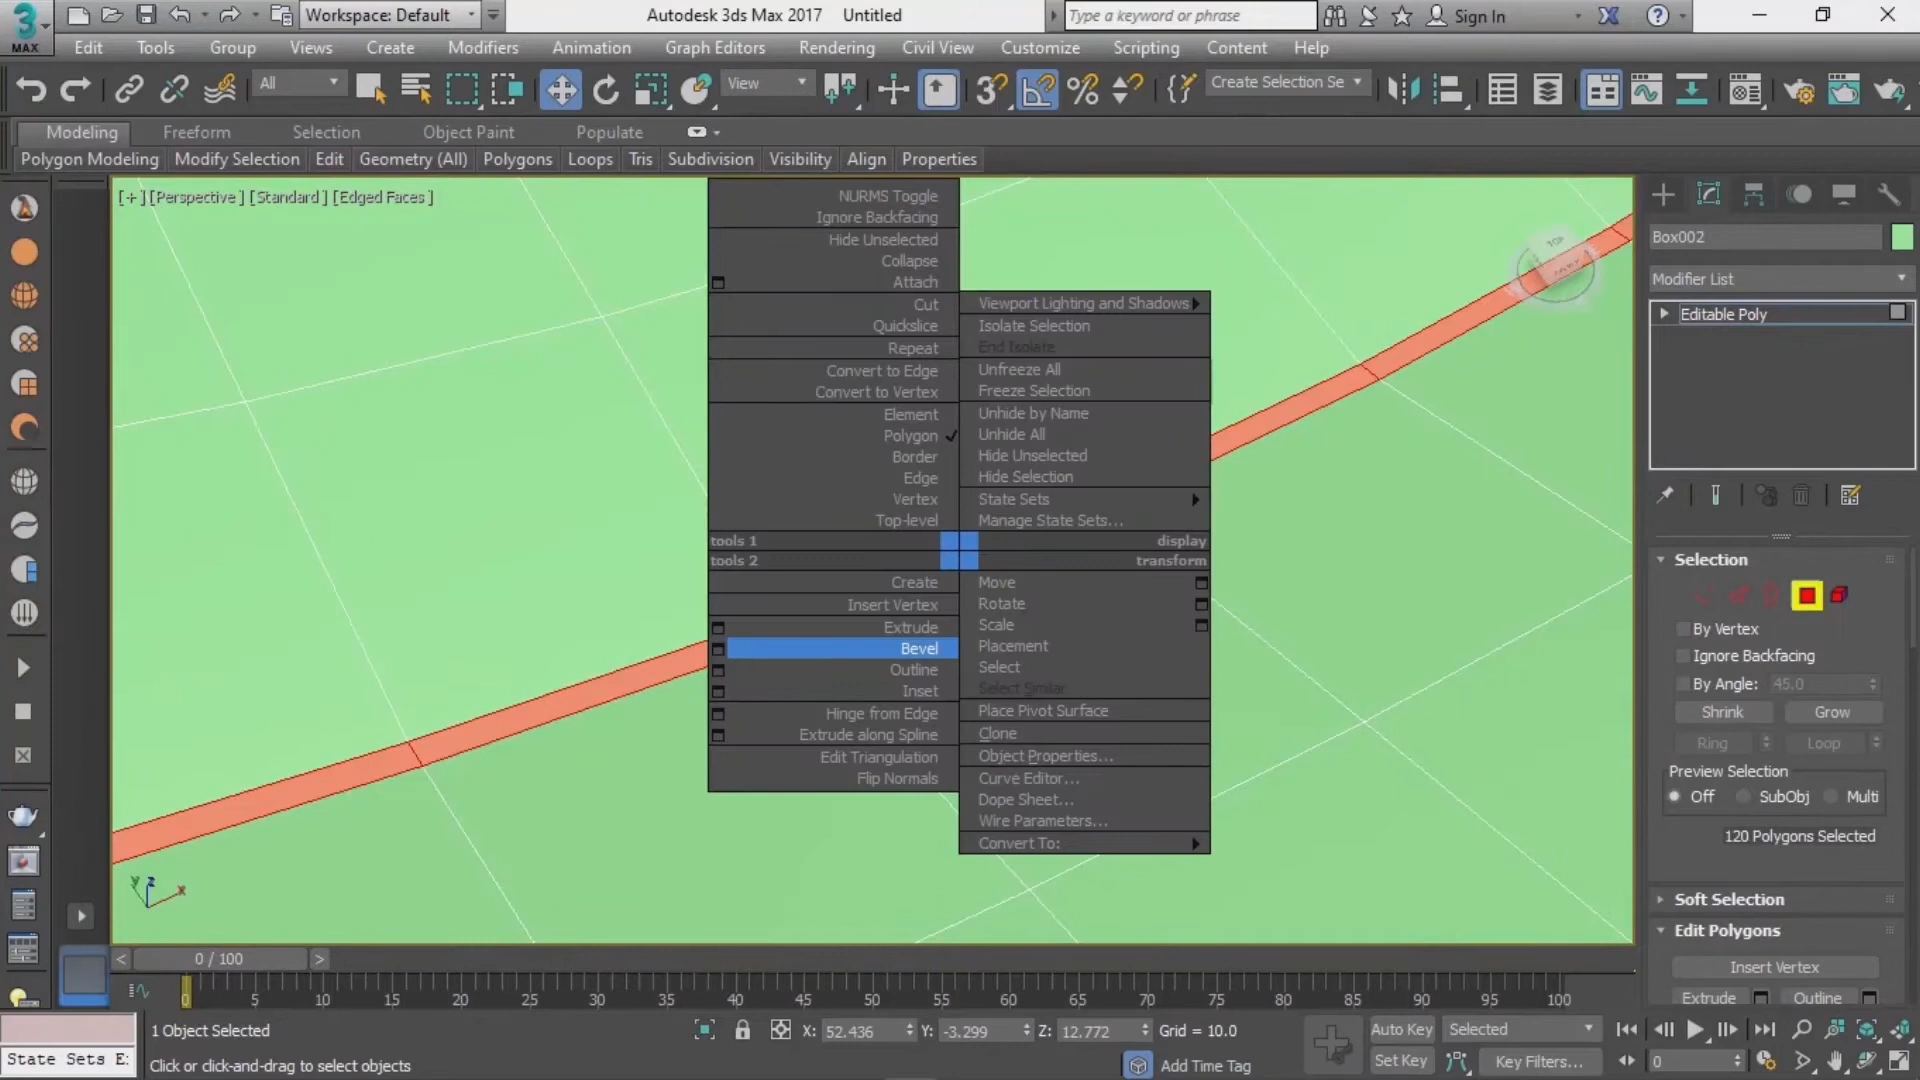 3
MAX
Workspace: Default
Autodesk 3ds Max 2017 Untitled
Type a keyword or phrase
Sign In
Edit Tools Group Views Create Modifiers Animation Graph Editors Rendering Civil View Customize Scripting Content Help
All
View
3
Create Selection Se
Modeling Freeform Selection Object Paint Populate
Polygon Modeling Modify Selection Edit Geometry (All) Polygons Loops Tris Subdivision Visibility Align Properties
[+] [Perspective] [Standard] [Edged Faces]
NURMS Toggle
Ignore Backfacing
Hide Unselected
Collapse
Attach
Cut
Quickslice
Repeat
Convert to Edge
Convert to Vertex
Element
Polygon
Border
Edge
Vertex
Top-level
tools 1
tools 2
Create
Insert Vertex
Extrude
Bevel
Outline
Inset
Hinge from Edge
Extrude along Spline
Edit Triangulation
Flip Normals
Viewport Lighting and Shadows
Isolate Selection
End Isolate
Unfreeze All
Freeze Selection
Unhide by Name
Unhide All
Hide Unselected
Hide Selection
State Sets
Manage State Sets...
display
transform
Move
Rotate
Scale
Placement
Select
Select Similar
Place Pivot Surface
Clone
Object Properties...
Curve Editor...
Dope Sheet...
Wire Parameters...
Convert To:
TOP
Box002
Modifier List
Editable Poly
Selection
By Vertex
Ignore Backfacing
By Angle: 45.0
Shrink Grow
Ring Loop
Preview Selection
Off SubObj Multi
120 Polygons Selected
Soft Selection
Edit Polygons
Insert Vertex
Extrude Outline
y z x
< 0 / 100 >
0 5 10 15 20 25 30 35 40 45 50 55 60 65 70 75 80 85 90 95 100
1 Object Selected
X: 52.436 Y: -3.299 Z: 12.772 Grid = 10.0
Auto Key Selected
State Sets E:
Click or click-and-drag to select objects
Add Time Tag
Set Key Key Filters...
0